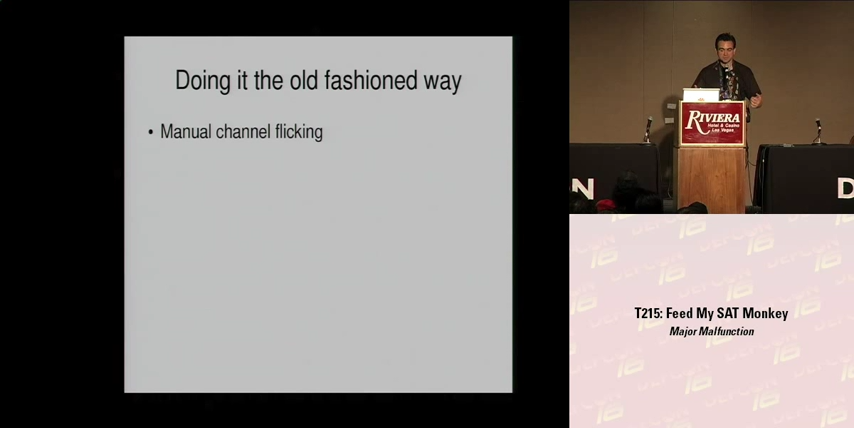 Doing it the old fashioned way
• Manual channel flicking
RIVIERA
Hotel & Casino
Las Vegas
N
D
T215: Feed My SAT Monkey
Major Malfunction